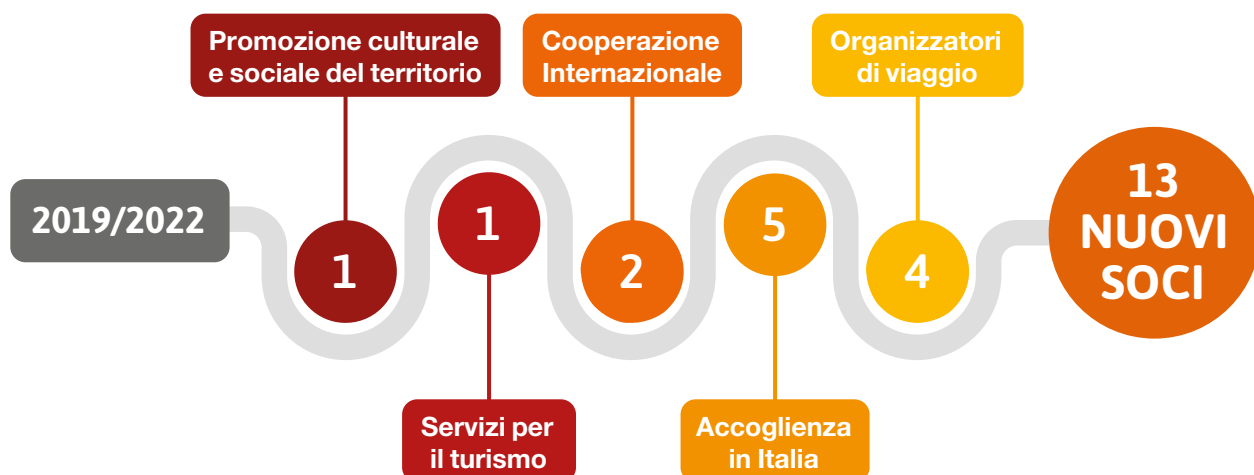 Promozione culturale
e sociale del territorio
Cooperazione
Internazionale
Organizzatori
di viaggio
2019/2022
1
1
2
5
4
13
NUOVI
SOCI
Servizi per
il turismo
Accoglienza
in Italia